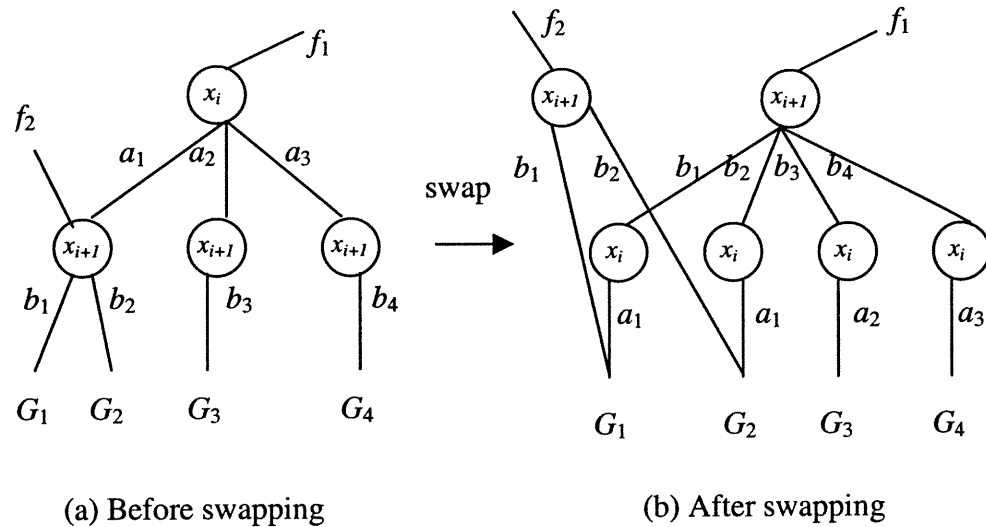 f₂ f₁
f₁
xᵢ xᵢ₊₁ xᵢ₊₁
f₂
a₁ a₂ a₃ b₁ b₂ b₁ b₂ b₃ b₄
swap
xᵢ₊₁ xᵢ₊₁ xᵢ₊₁ xᵢ xᵢ xᵢ xᵢ
b₁ b₂ b₃ b₄ a₁ a₁ a₂ a₃
G₁ G₂ G₃ G₄ G₁ G₂ G₃ G₄
(a) Before swapping (b) After swapping